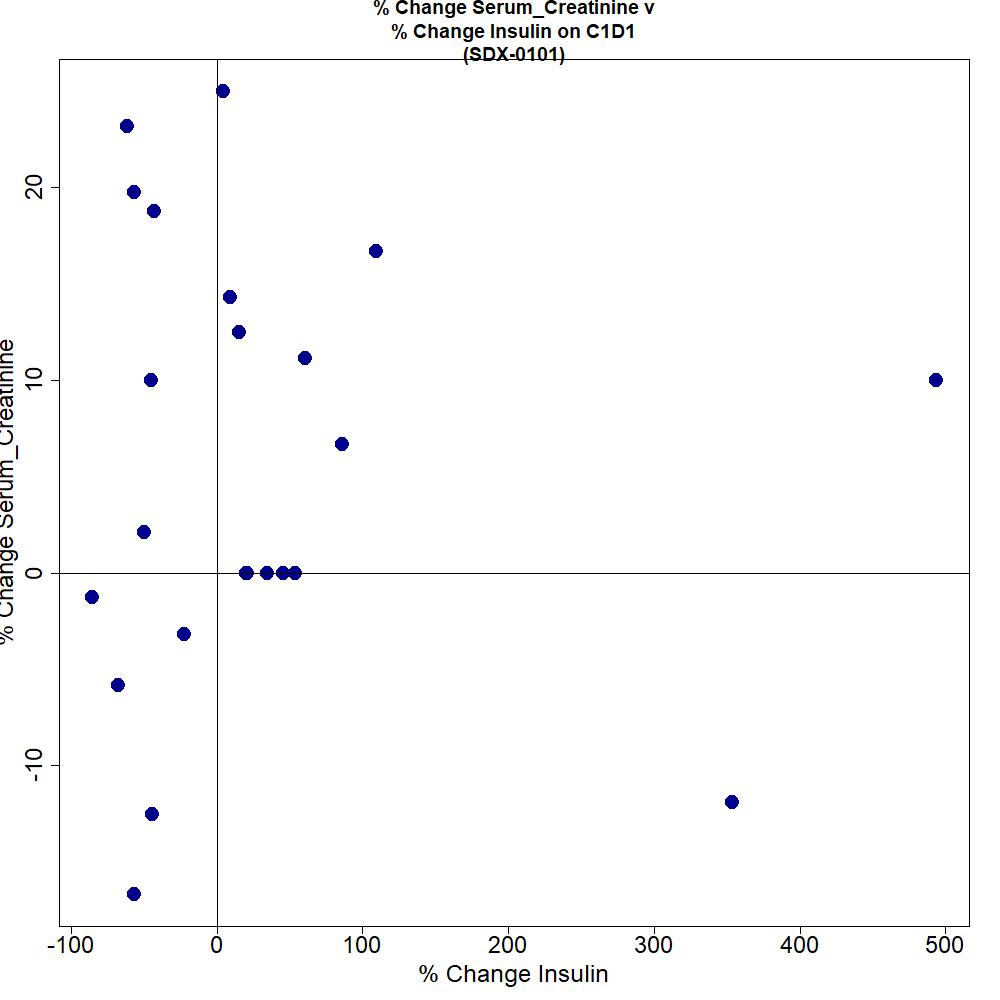 % Change Serum_Creatinine v
% Change Insulin on C1D1
(SDX-0101)
20
10
0
-10
% Change Serum_Creatinine
-100
0
100
200
300
400
500
% Change Insulin